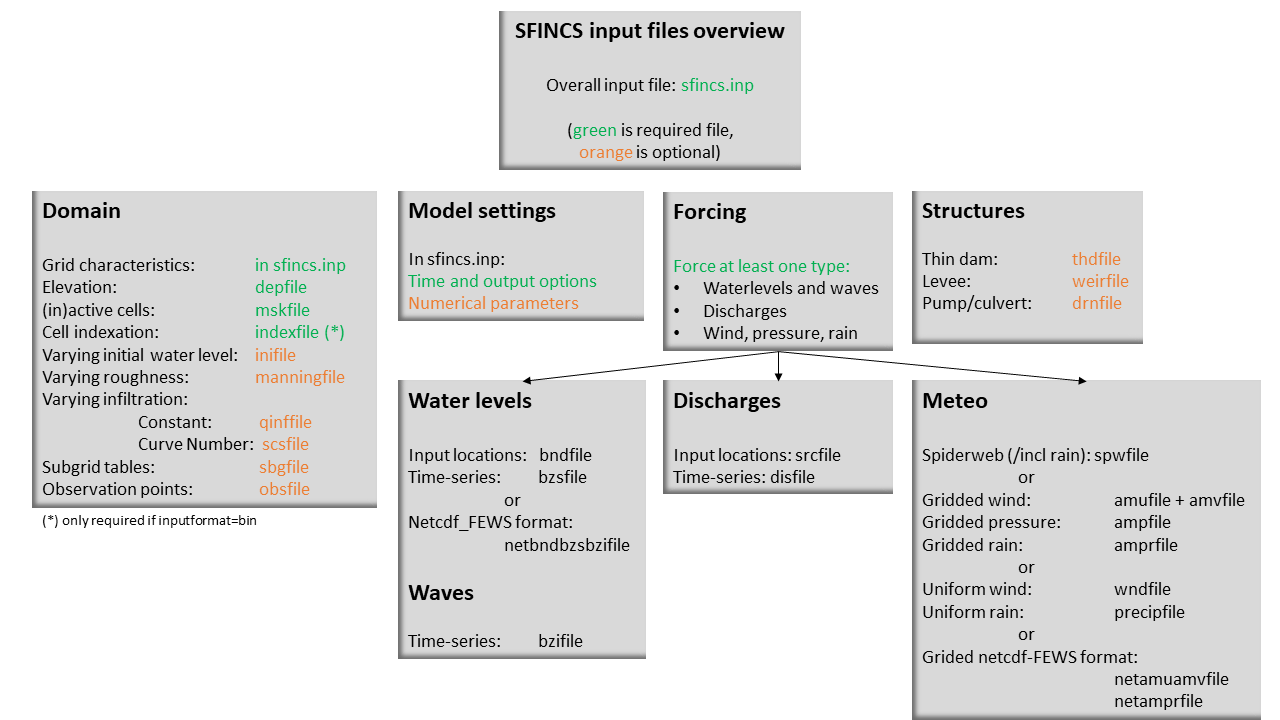 SFINCS input files overview
Overall input file: sfincs.inp
(green is required file,
orange is optional)
Domain
Grid characteristics: in sfincs.inp
Elevation: depfile
(in)active cells: mskfile
Cell indexation: indexfile (*)
Varying initial water level: inifile
Varying roughness: manningfile
Varying infiltration:
Constant: qinffile
Curve Number: scsfile
Subgrid tables: sbgfile
Observation points: obsfile
(*) only required if inputformat=bin
Model settings
In sfincs.inp:
Time and output options
Numerical parameters
Forcing
Force at least one type:
• Waterlevels and waves
• Discharges
• Wind, pressure, rain
Structures
Thin dam: thdfile
Levee: weirfile
Pump/culvert: drnfile
Water levels
Input locations: bndfile
Time-series: bzsfile
or
Netcdf_FEWS format:
netbndbzsbzifile
Waves
Time-series: bzifile
Discharges
Input locations: srcfile
Time-series: disfile
Meteo
Spiderweb (/incl rain): spwfile
or
Gridded wind: amufile + amvfile
Gridded pressure: ampfile
Gridded rain: amprfile
or
Uniform wind: wndfile
Uniform rain: precipfile
or
Grided netcdf-FEWS format:
netamuamvfile
netamprfile